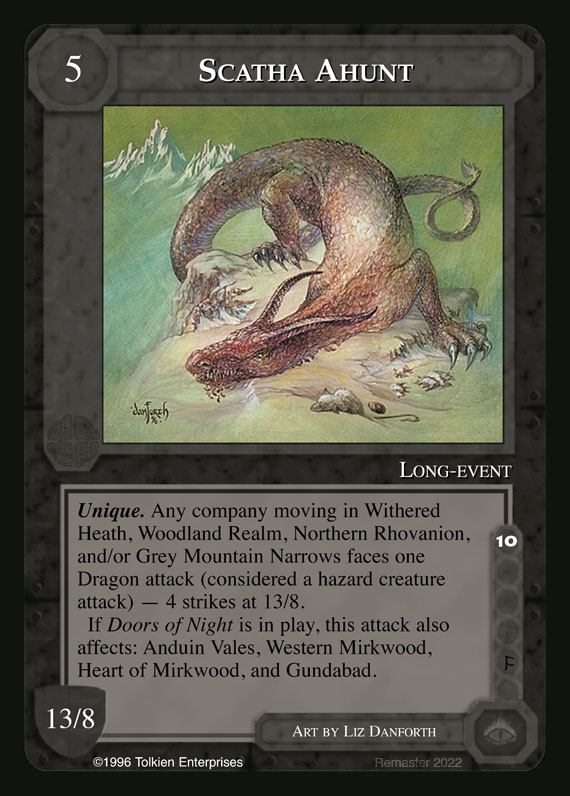 5
Scatha Ahunt
Danforth
Long-event
Unique. Any company moving in Withered
Heath, Woodland Realm, Northern Rhovanion,
and/or Grey Mountain Narrows faces one
Dragon attack (considered a hazard creature
attack) — 4 strikes at 13/8.
If Doors of Night is in play, this attack also
affects: Anduin Vales, Western Mirkwood,
Heart of Mirkwood, and Gundabad.
10
13/8
Art by Liz Danforth
©1996 Tolkien Enterprises
Remaster 2022